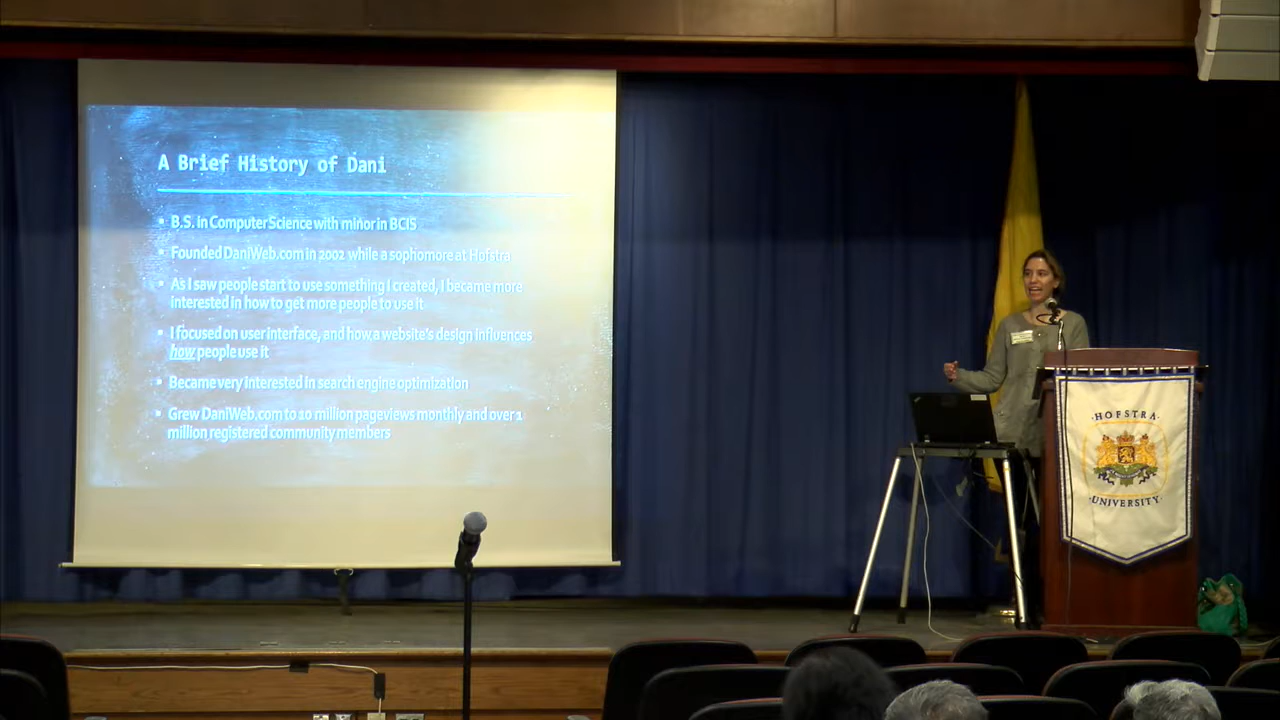 A Brief History of Dani
▪ B.S. in Computer Science with minor in BCIS
▪ Founded DaniWeb.com in 2002 while a sophomore at Hofstra
▪ As I saw people start to use something I created, I became more
interested in how to get more people to use it
▪ I focused on user interface, and how a website's design influences
how people use it
▪ Became very interested in search engine optimization
▪ Grew DaniWeb.com to 10 million pageviews monthly and over 1
million registered community members
·HOFSTRA·
·UNIVERSITY·